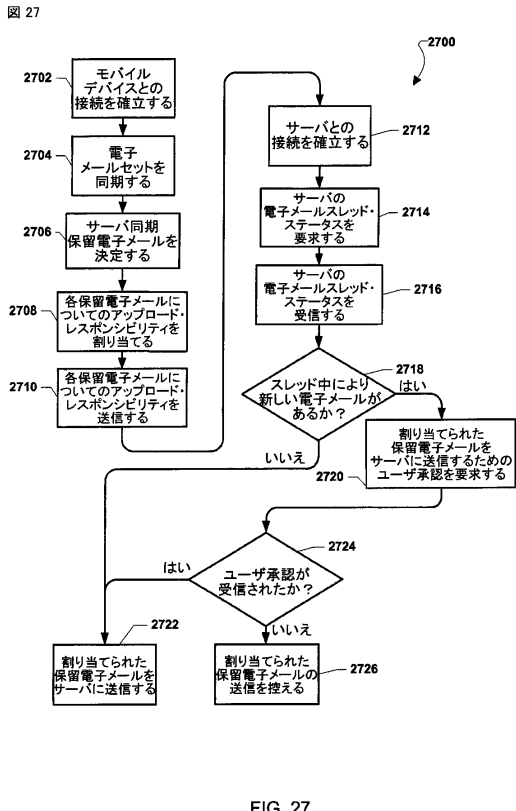 図 27
2700
2702
モバイル
デバイスとの
接続を確立する
2704
電子
メールセットを
同期する
2706
サーバ同期
保留電子メールを
決定する
2708
各保留電子メールに
ついてのアップロード・
レスポンシビリティを
割り当てる
2710
各保留電子メールに
ついてのアップロード・
レスポンシビリティを
送信する
サーバとの
接続を確立する
2712
サーバの
電子メールスレッド・
ステータスを
要求する
2714
サーバの
電子メールスレッド・
ステータスを
受信する
2716
2718
スレッド中により
新しい電子メールが
あるか？
はい
いいえ
割り当てられた
保留電子メールを
サーバに送信するための
ユーザ承認を要求する
2720
2724
ユーザ承認が
受信されたか？
はい
いいえ
2722
割り当てられた
保留電子メールを
サーバに送信する
割り当てられた
保留電子メールの
送信を控える
2726
FIG. 27